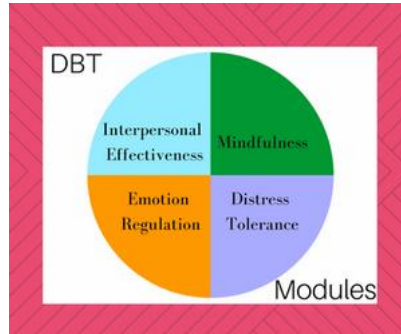 DBT
Interpersonal
Effectiveness
Mindfulness
Emotion
Regulation
Distress
Tolerance
Modules